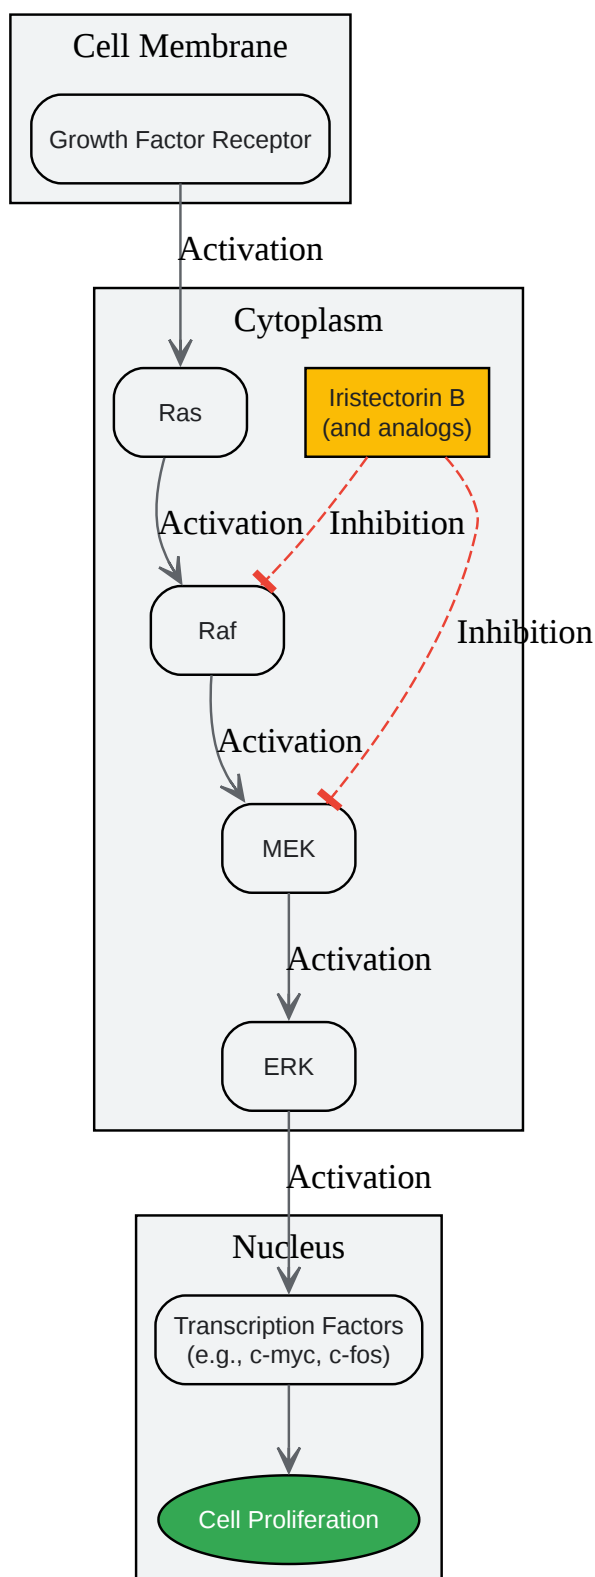 Cell Membrane
Growth Factor Receptor
Activation
Cytoplasm
Ras
Iristectorin B
(and analogs)
Activation
Inhibition
Raf
Inhibition
Activation
MEK
Activation
ERK
Activation
Nucleus
Transcription Factors
(e.g., c-myc, c-fos)
Cell Proliferation